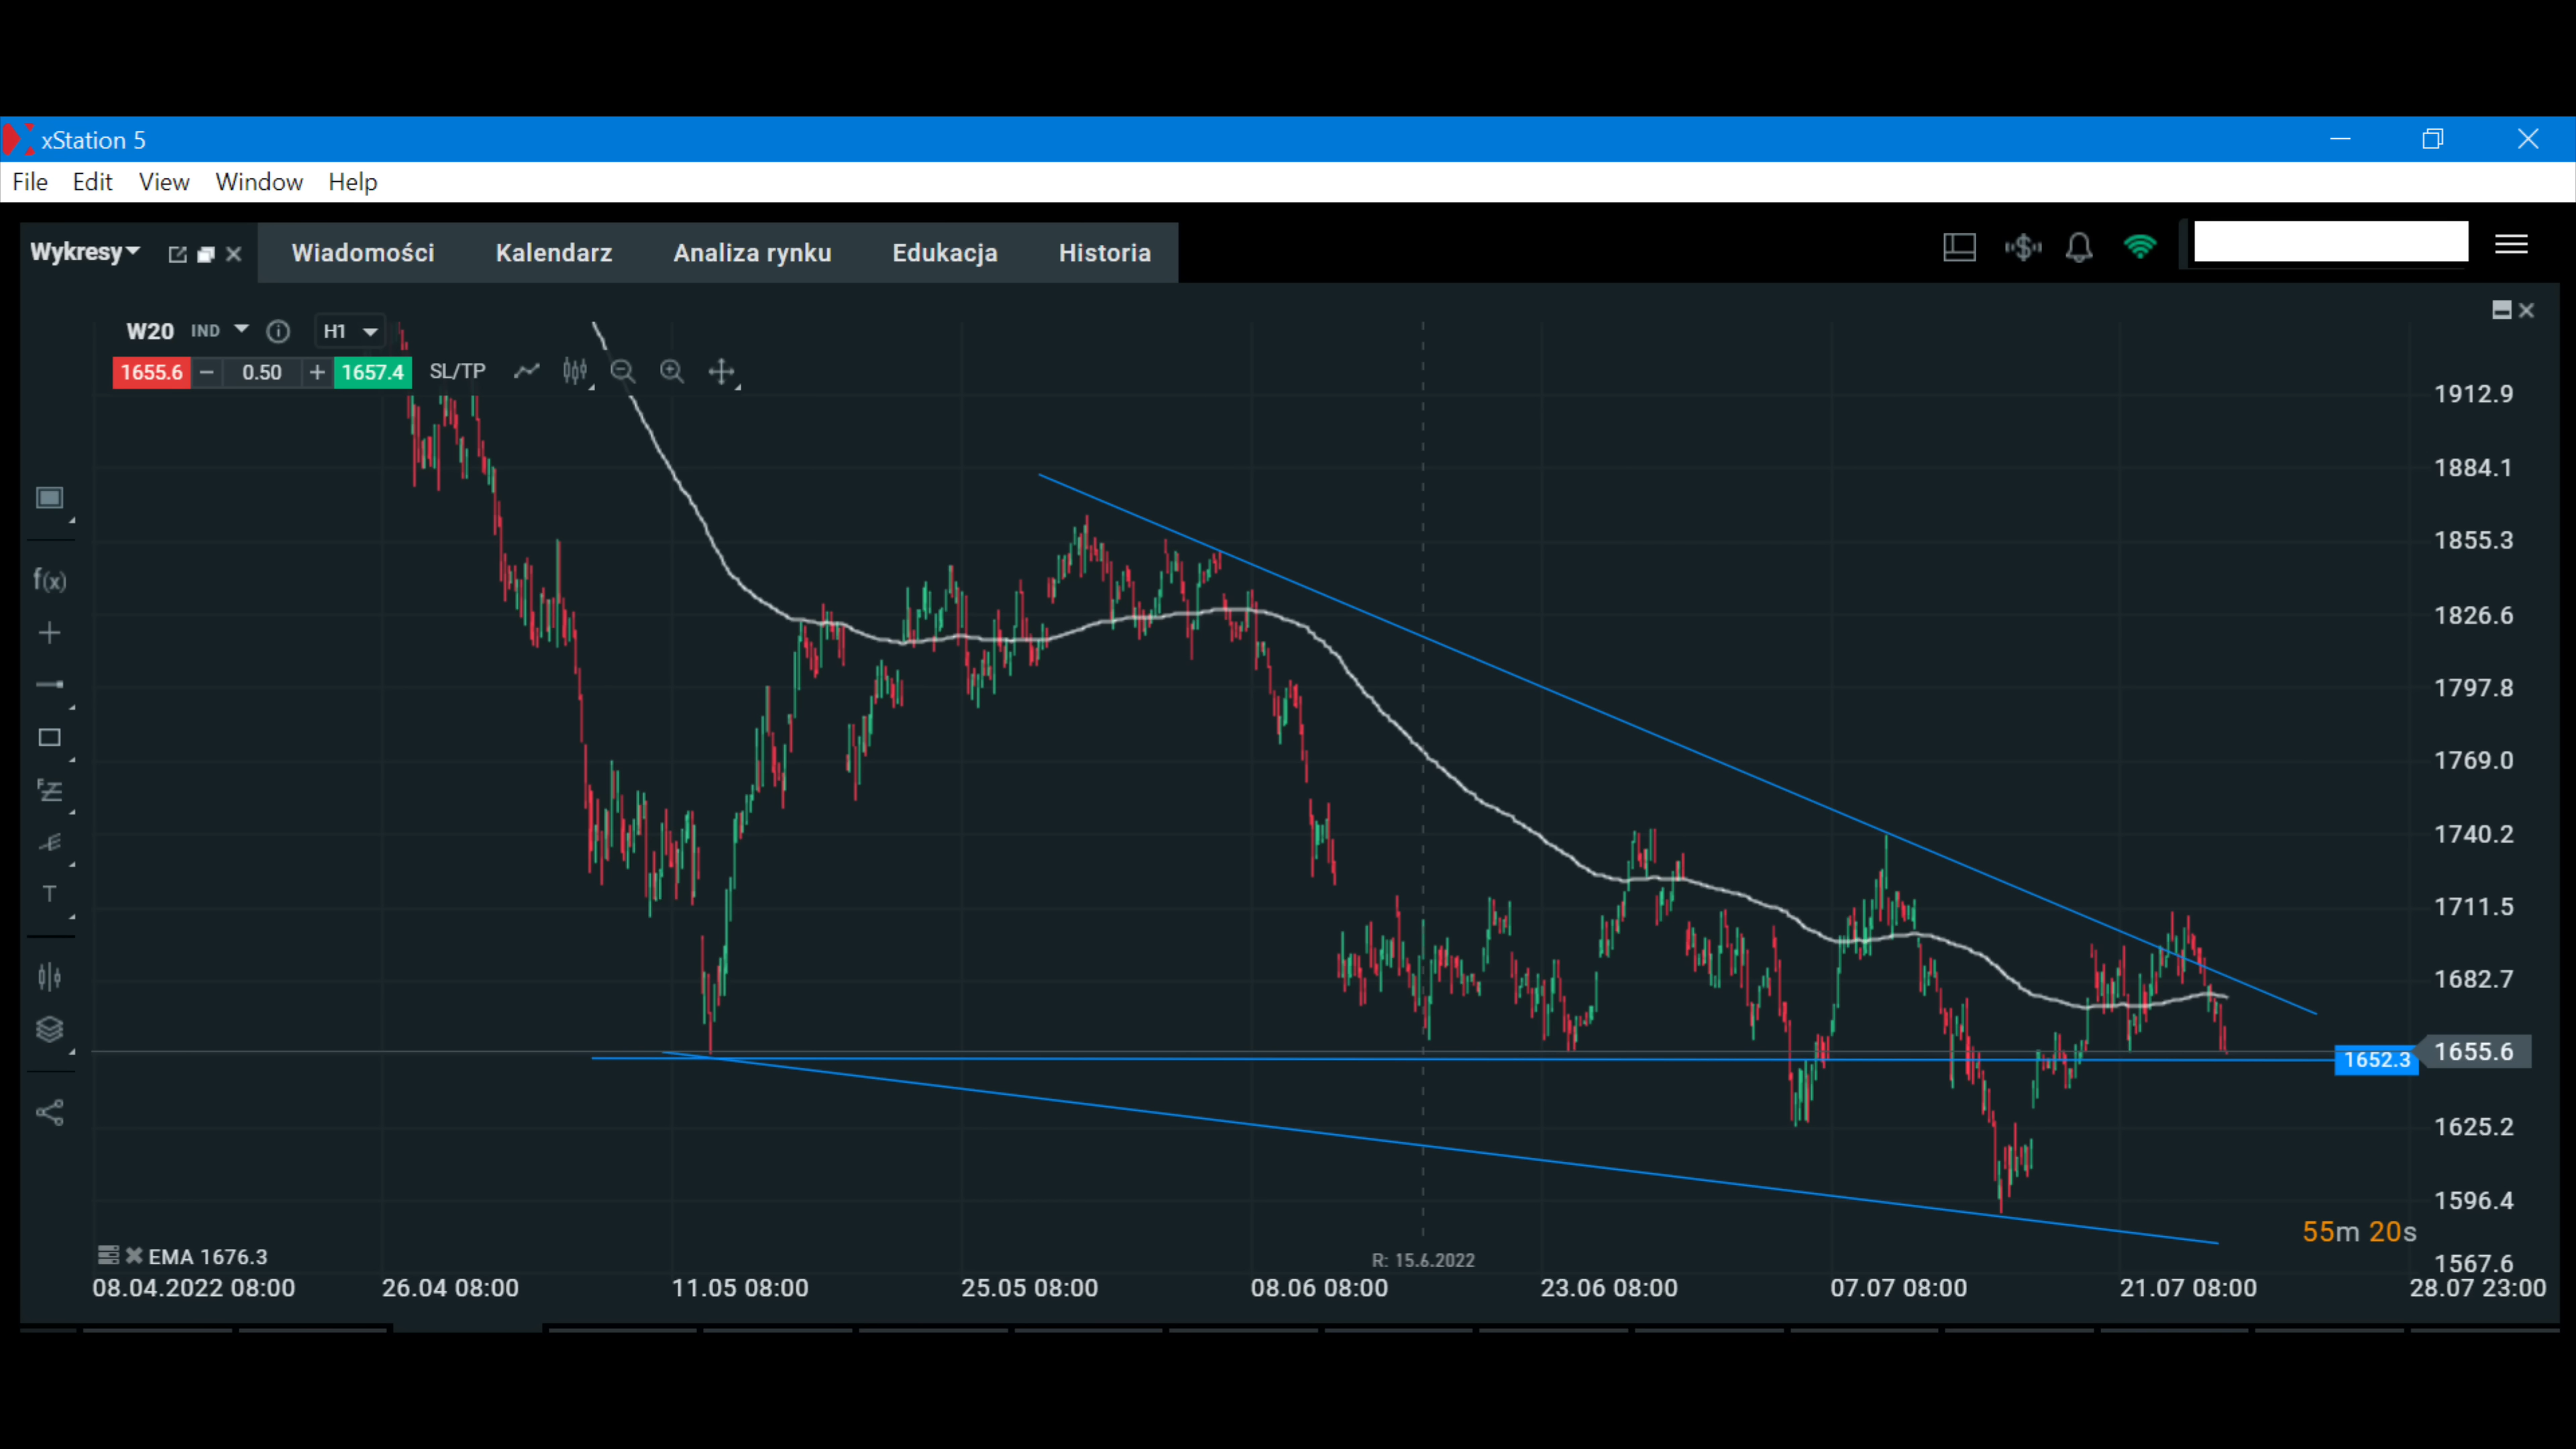 xStation 5
File Edit View Window Help
Wykresy Wiadomości Kalendarz Analiza rynku Edukacja Historia
W20 IND H1
1655.6 − 0.50 + 1657.4 SL/TP
1912.9
1884.1
1855.3
f(x)
1826.6
1797.8
1769.0
1740.2
T
1711.5
1682.7
1655.6
1652.3
1625.2
1596.4
55m 20s
EMA 1676.3
R: 15.6.2022
1567.6
08.04.2022 08:00 26.04 08:00 11.05 08:00 25.05 08:00 08.06 08:00 23.06 08:00 07.07 08:00 21.07 08:00 28.07 23:00